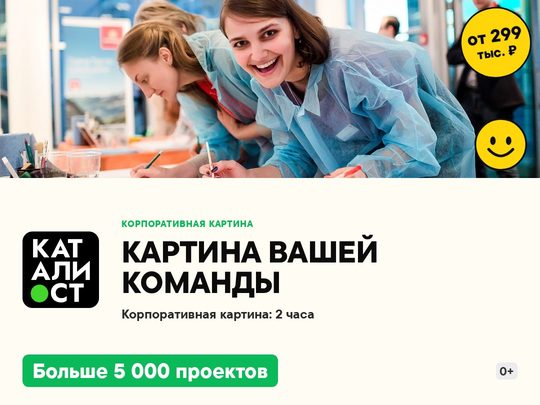 от 299
тыс. ₽
КОРПОРАТИВНАЯ КАРТИНА
КАТ
АЛИ
СТ
КАРТИНА ВАШЕЙ
КОМАНДЫ
Корпоративная картина: 2 часа
Больше 5 000 проектов
0+